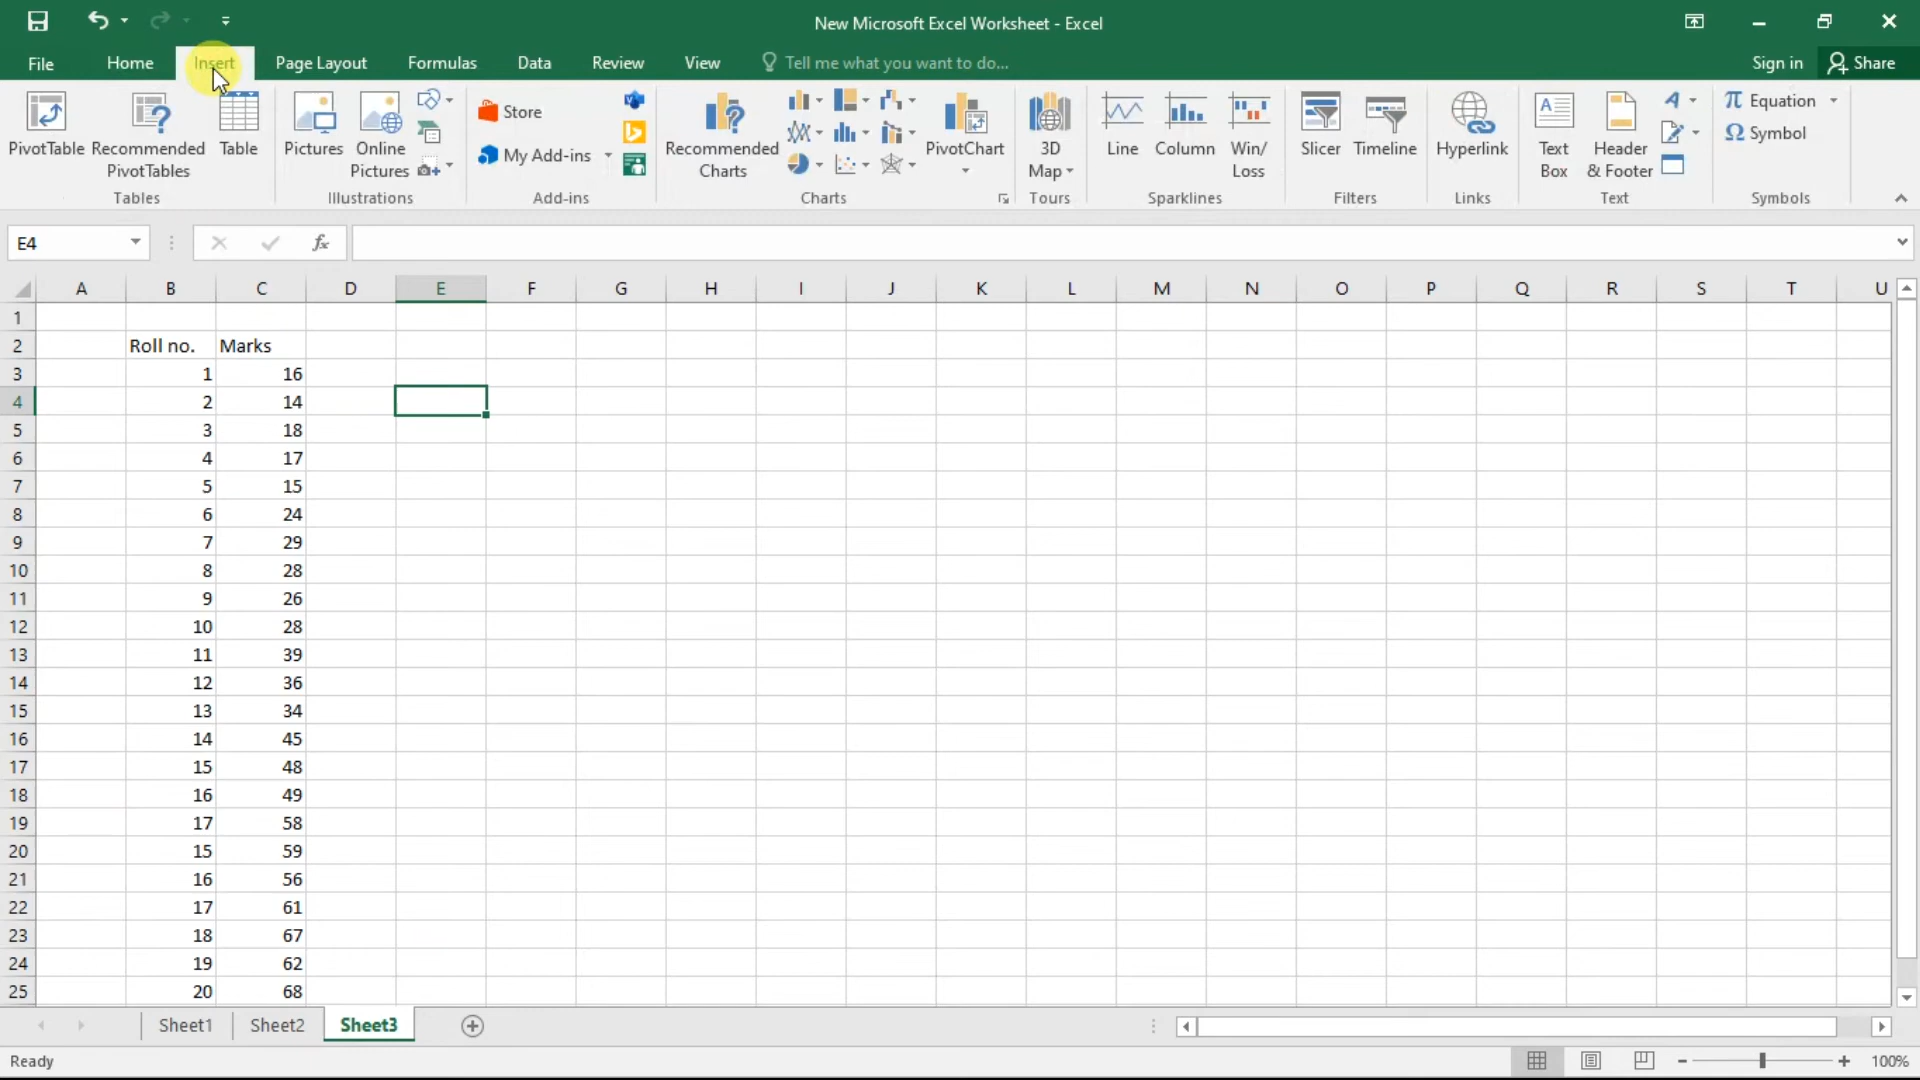 New Microsoft Excel Worksheet - Excel
File Home Insert Page Layout Formulas Data Review View Tell me what you want to do... Sign in Share
PivotTable Recommended PivotTables Table
Tables
Pictures Online Pictures
Illustrations
Store
My Add-ins
Add-ins
Recommended Charts
PivotChart
Charts
3D Map
Tours
Line Column Win/Loss
Sparklines
Slicer Timeline
Filters
Hyperlink
Links
Text Box Header & Footer
Text
Equation
Symbol
Symbols
E4 fx
A B C D E F G H I J K L M N O P Q R S T U
1
2 Roll no. Marks
3 1 16
4 2 14
5 3 18
6 4 17
7 5 15
8 6 24
9 7 29
10 8 28
11 9 26
12 10 28
13 11 39
14 12 36
15 13 34
16 14 45
17 15 48
18 16 49
19 17 58
20 15 59
21 16 56
22 17 61
23 18 67
24 19 62
25 20 68
Sheet1 Sheet2 Sheet3
Ready 100%